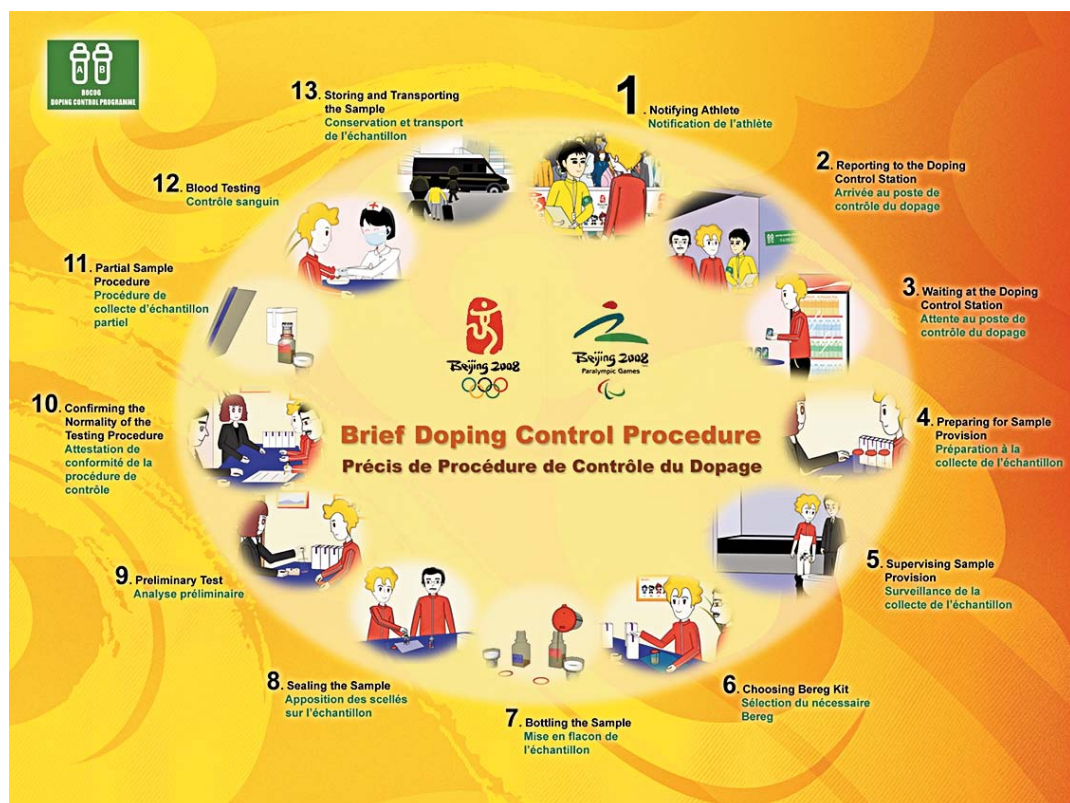 A B
BOCOG
DOPING CONTROL PROGRAMME
1. Notifying Athlete
Notification de l'athlète
2. Reporting to the Doping
Control Station
Arrivée au poste de
contrôle du dopage
3. Waiting at the Doping
Control Station
Attente au poste de
contrôle du dopage
4. Preparing for Sample
Provision
Préparation à la
collecte de l'échantillon
5. Supervising Sample
Provision
Surveillance de la
collecte de l'échantillon
6. Choosing Bereg Kit
Sélection du nécessaire
Bereg
7. Bottling the Sample
Mise en flacon de
l'échantillon
8. Sealing the Sample
Apposition des scellés
sur l'échantillon
9. Preliminary Test
Analyse préliminaire
10. Confirming the
Normality of the
Testing Procedure
Attestation de
conformité de la
procédure de
contrôle
11. Partial Sample
Procedure
Procédure de
collecte d'échantillon
partiel
12. Blood Testing
Contrôle sanguin
13. Storing and Transporting
the Sample
Conservation et transport
de l'échantillon
Beijing 2008
Beijing 2008
Paralympic Games
Brief Doping Control Procedure
Précis de Procédure de Contrôle du Dopage